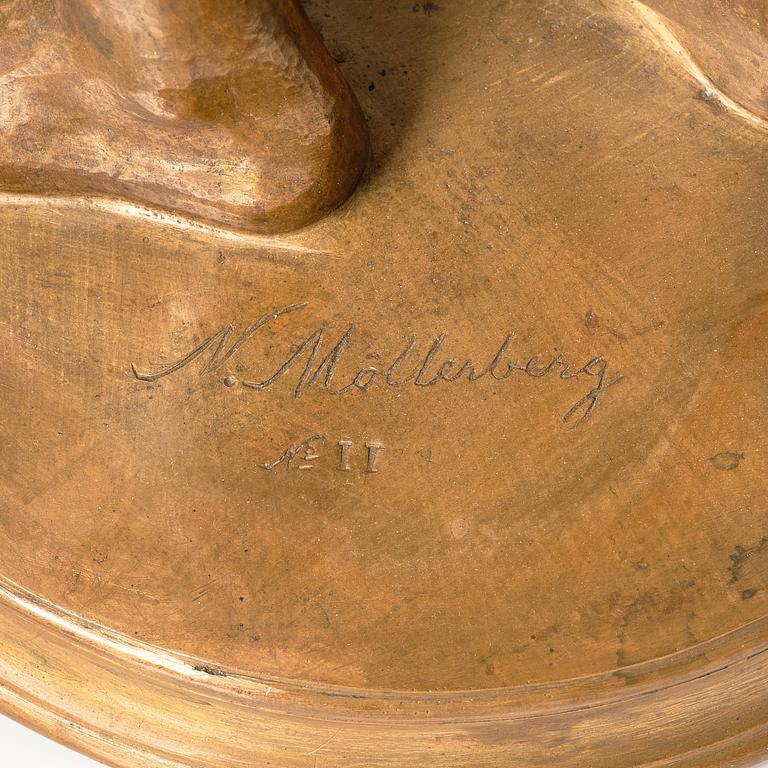 N. Möllerberg
№ II